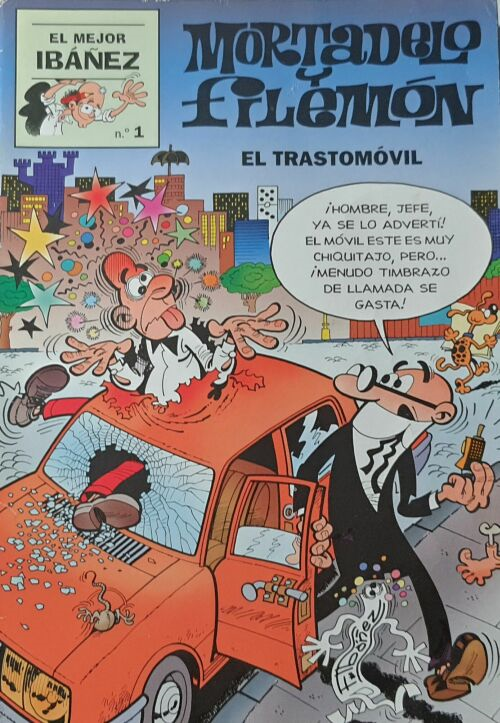 EL MEJOR
IBÁÑEZ
n.º 1
MORTADELO
Y
FILEMÓN
EL TRASTOMÓVIL
¡HOMBRE, JEFE,
YA SE LO ADVERTÍ!
EL MÓVIL ESTE ES MUY
CHIQUITAJO, PERO...
¡MENUDO TIMBRAZO
DE LLAMADA SE
GASTA!